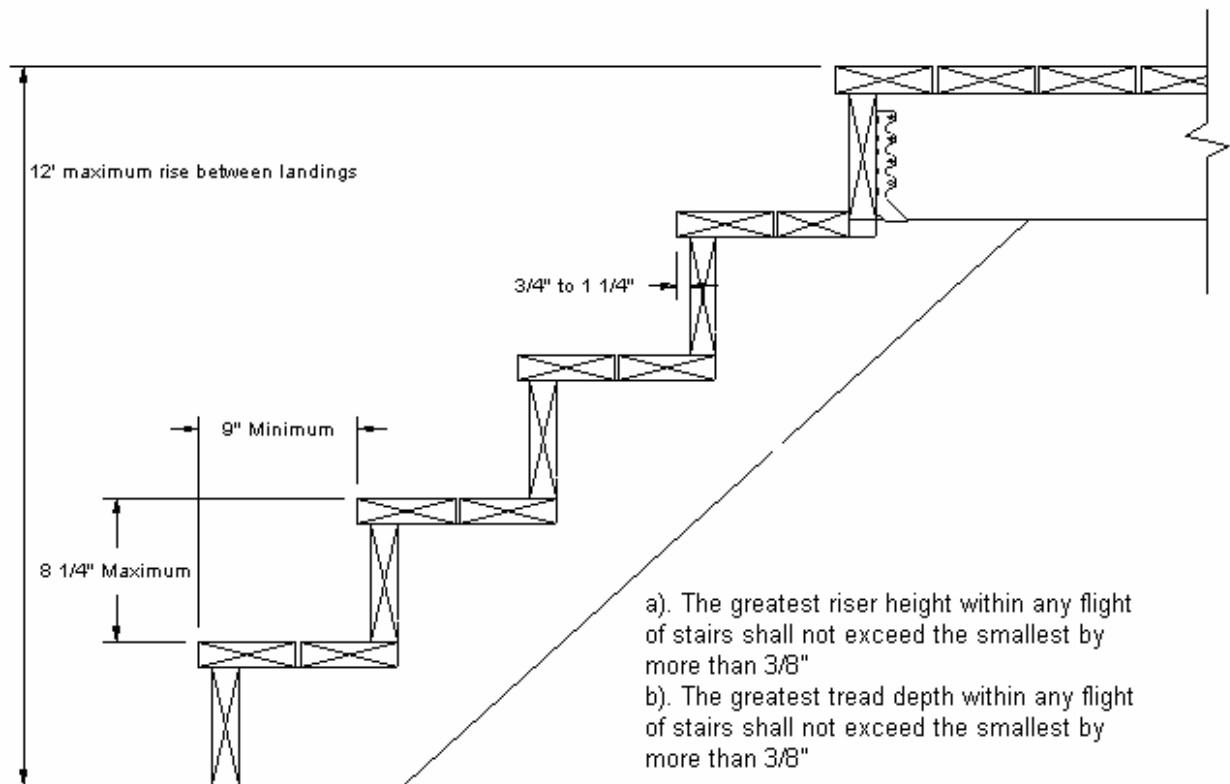 12' maximum rise between landings
3/4" to 1 1/4"
9" Minimum
8 1/4" Maximum
a). The greatest riser height within any flight
of stairs shall not exceed the smallest by
more than 3/8"
b). The greatest tread depth within any flight
of stairs shall not exceed the smallest by
more than 3/8"